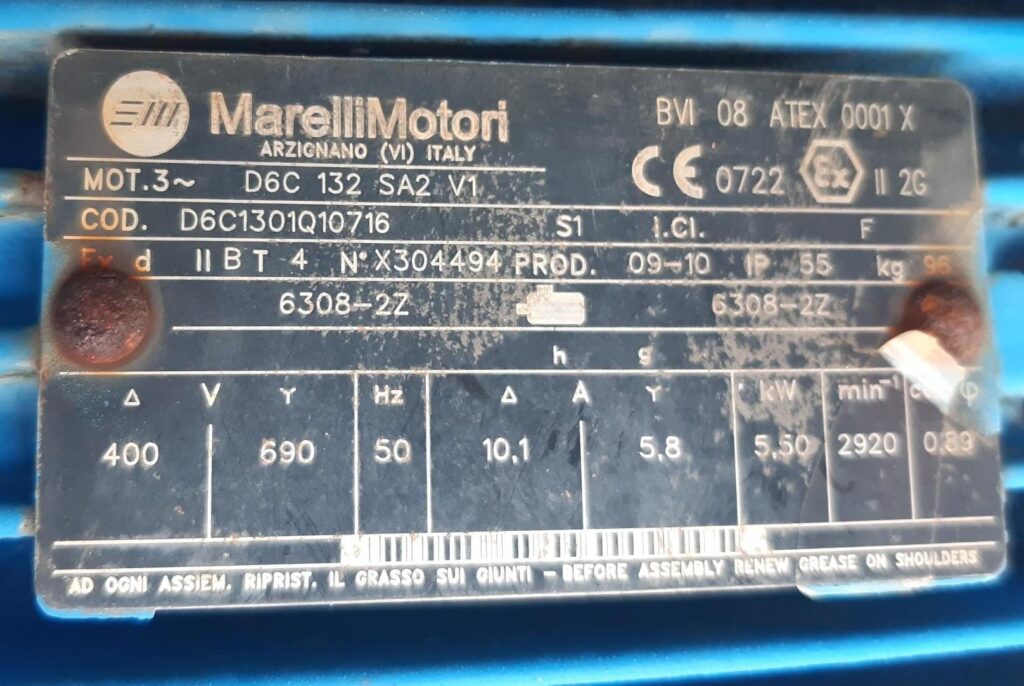 MarelliMotori
ARZIGNANO (VI) ITALY
BVI 08 ATEX 0001 X
CE 0722 Ex II 2G
MOT.3~ D6C 132 SA2 V1
COD. D6C1301Q10716 S1 I.Cl. F
Ex d IIB T 4 N° X304494 PROD. 09-10 IP 55 kg 96
6308-2Z 6308-2Z
h g
Δ V Y Hz Δ A Y kW min⁻¹ φ
400 690 50 10,1 5,8 5,50 2920 0,89
AD OGNI ASSIEM. RIPRIST. IL GRASSO SUI GIUNTI - BEFORE ASSEMBLY RENEW GREASE ON SHOULDERS